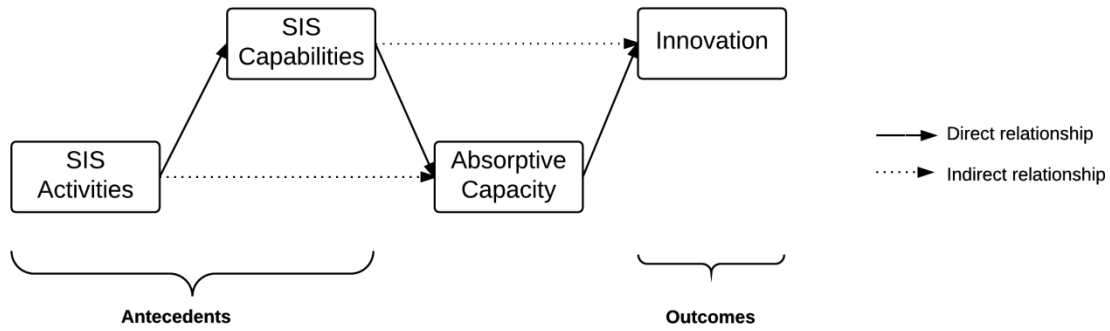 SIS
Capabilities
Innovation
SIS
Activities
Absorptive
Capacity
Direct relationship
Indirect relationship
Antecedents
Outcomes